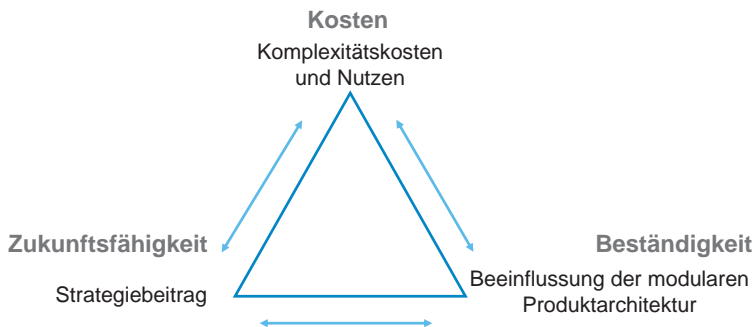 Kosten
Komplexitätskosten
und Nutzen
Zukunftsfähigkeit
Strategiebeitrag
Beständigkeit
Beeinflussung der modularen
Produktarchitektur